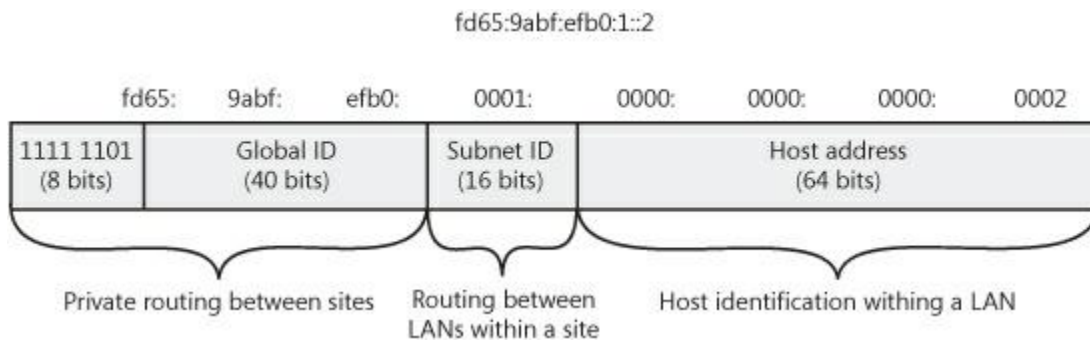 fd65:9abf:efb0:1::2
fd65: 9abf: efb0: 0001: 0000: 0000: 0000: 0002
1111 1101 Global ID Subnet ID Host address
(8 bits) (40 bits) (16 bits) (64 bits)
Private routing between sites Routing between Host identification withing a LAN
LANs within a site